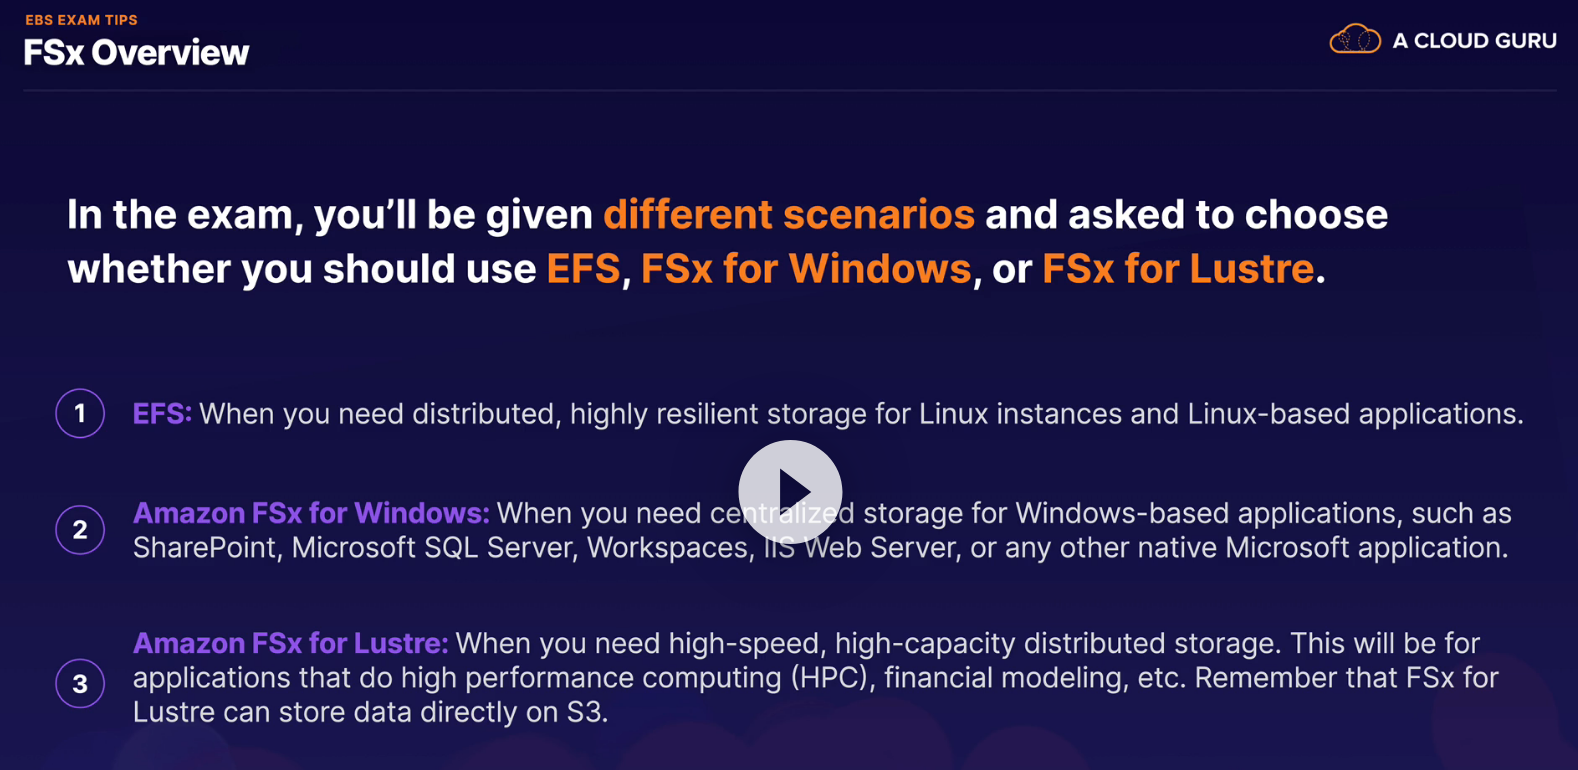 EBS EXAM TIPS
FSx Overview
A CLOUD GURU
In the exam, you’ll be given different scenarios and asked to choose
whether you should use EFS, FSx for Windows, or FSx for Lustre.
1
EFS: When you need distributed, highly resilient storage for Linux instances and Linux-based applications.
2
Amazon FSx for Windows: When you need centralized storage for Windows-based applications, such as
SharePoint, Microsoft SQL Server, Workspaces, IIS Web Server, or any other native Microsoft application.
3
Amazon FSx for Lustre: When you need high-speed, high-capacity distributed storage. This will be for
applications that do high performance computing (HPC), financial modeling, etc. Remember that FSx for
Lustre can store data directly on S3.